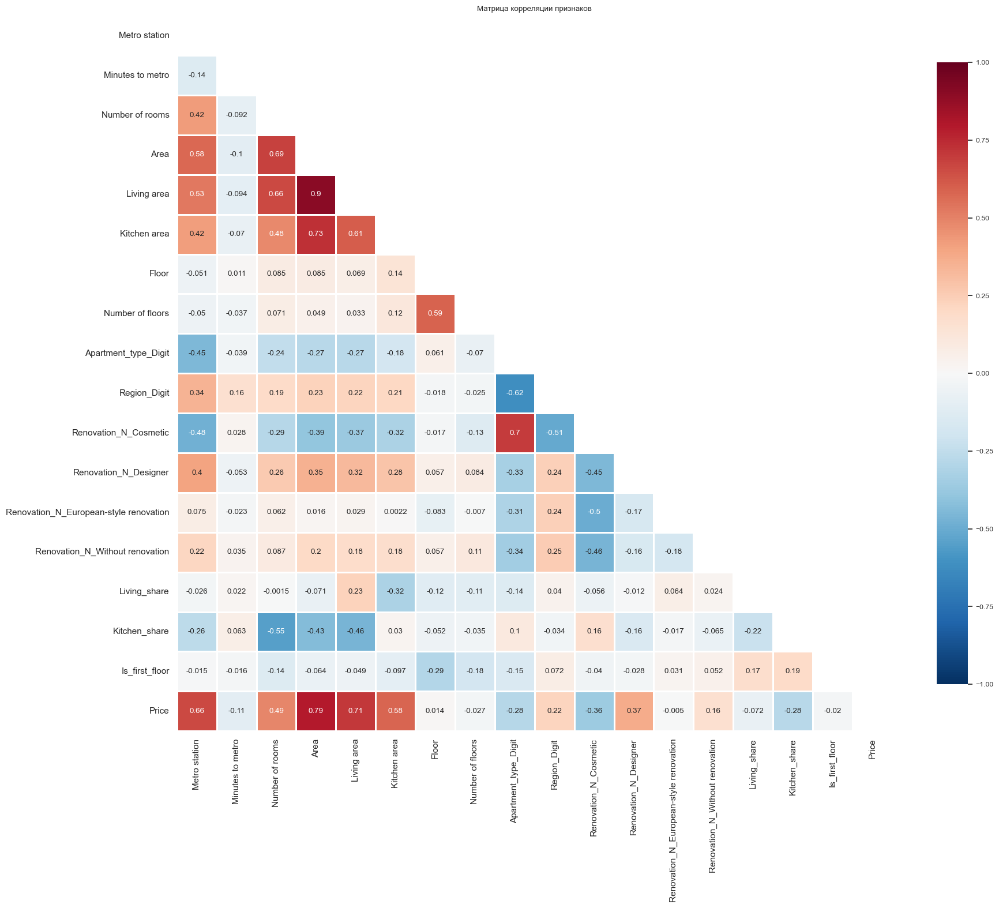 Матрица корреляции признаков
Metro station
Minutes to metro -0.14
Number of rooms 0.42 -0.092
Area 0.58 -0.1 0.69
Living area 0.53 -0.094 0.66 0.9
Kitchen area 0.42 -0.07 0.48 0.73 0.61
Floor -0.051 0.011 0.085 0.085 0.069 0.14
Number of floors -0.05 -0.037 0.071 0.049 0.033 0.12 0.59
Apartment_type_Digit -0.45 -0.039 -0.24 -0.27 -0.27 -0.18 0.061 -0.07
Region_Digit 0.34 0.16 0.19 0.23 0.22 0.21 -0.018 -0.025 -0.62
Renovation_N_Cosmetic -0.48 0.028 -0.29 -0.39 -0.37 -0.32 -0.017 -0.13 0.7 -0.51
Renovation_N_Designer 0.4 -0.053 0.26 0.35 0.32 0.28 0.057 0.084 -0.33 0.24 -0.45
Renovation_N_European-style renovation 0.075 -0.023 0.062 0.016 0.029 0.0022 -0.083 -0.007 -0.31 0.24 -0.5 -0.17
Renovation_N_Without renovation 0.22 0.035 0.087 0.2 0.18 0.18 0.057 0.11 -0.34 0.25 -0.46 -0.16 -0.18
Living_share -0.026 0.022 -0.0015 -0.071 0.23 -0.32 -0.12 -0.11 -0.14 0.04 -0.056 -0.012 0.064 0.024
Kitchen_share -0.26 0.063 -0.55 -0.43 -0.46 0.03 -0.052 -0.035 0.1 -0.034 0.16 -0.16 -0.017 -0.065 -0.22
Is_first_floor -0.015 -0.016 -0.14 -0.064 -0.049 -0.097 -0.29 -0.18 -0.15 0.072 -0.04 -0.028 0.031 0.052 0.17 0.19
Price 0.66 -0.11 0.49 0.79 0.71 0.58 0.014 -0.027 -0.28 0.22 -0.36 0.37 -0.005 0.16 -0.072 -0.28 -0.02
Metro station
Minutes to metro
Number of rooms
Area
Living area
Kitchen area
Floor
Number of floors
Apartment_type_Digit
Region_Digit
Renovation_N_Cosmetic
Renovation_N_Designer
Renovation_N_European-style renovation
Renovation_N_Without renovation
Living_share
Kitchen_share
Is_first_floor
Price
1.00
0.75
0.50
0.25
0.00
−0.25
−0.50
−0.75
−1.00